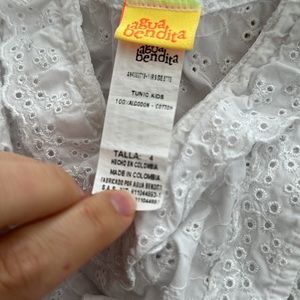 agua
bendita
agua
bendita
TUNIC KIDS
100% ALGODON - COTTON
TALLA: 4
HECHO EN COLOMBIA
MADE IN COLOMBIA
FABRICADO POR AGUA BENDITA